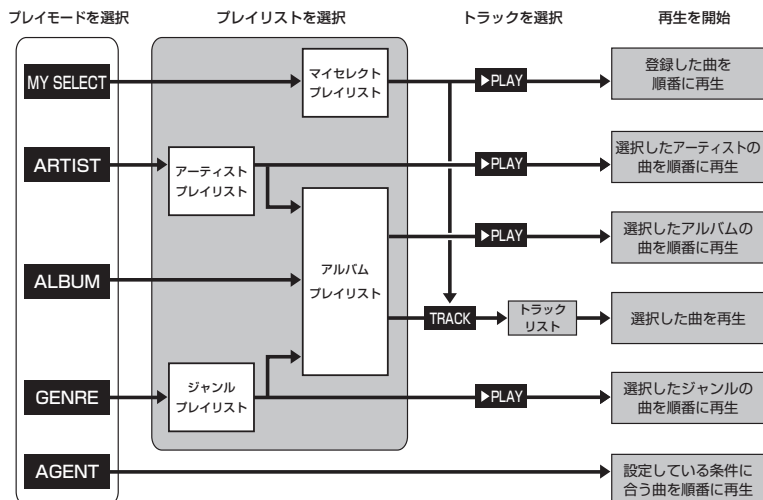 プレイモードを選択
プレイリストを選択
トラックを選択
再生を開始
MY SELECT
マイセレクト
プレイリスト
▶PLAY
登録した曲を
順番に再生
ARTIST
アーティスト
プレイリスト
▶PLAY
選択したアーティストの
曲を順番に再生
▶PLAY
選択したアルバムの
曲を順番に再生
ALBUM
アルバム
プレイリスト
TRACK
トラック
リスト
選択した曲を再生
GENRE
ジャンル
プレイリスト
▶PLAY
選択したジャンルの
曲を順番に再生
AGENT
設定している条件に
合う曲を順番に再生